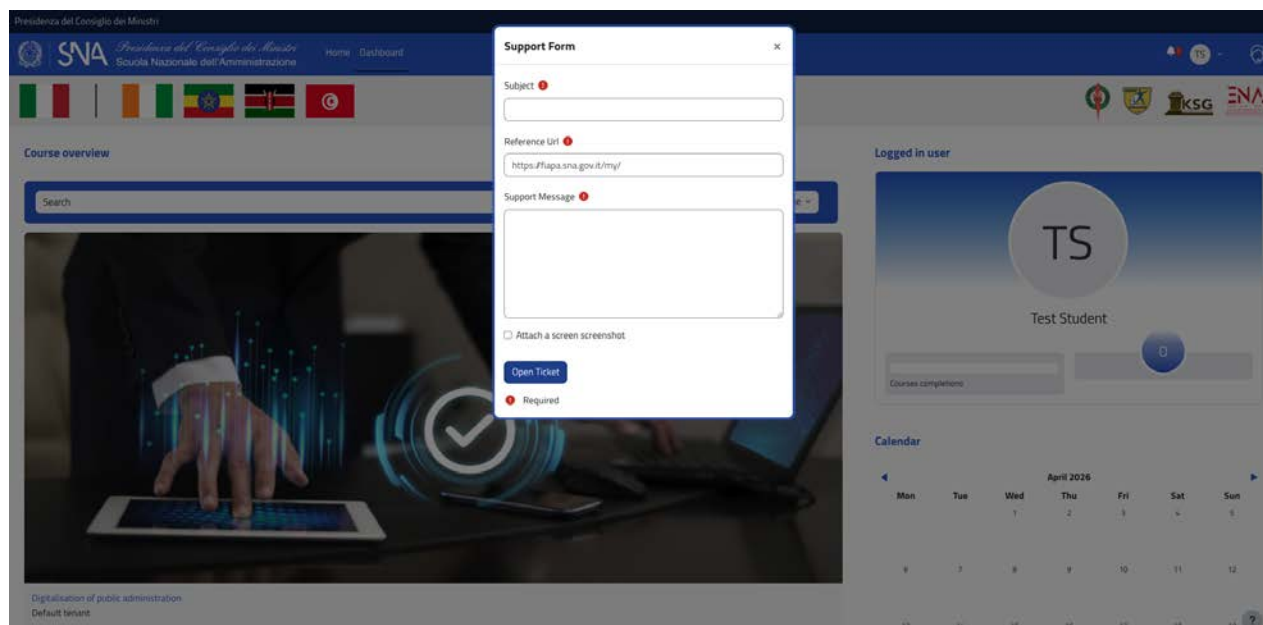 Presidenza del Consiglio dei Ministri
SNA
Presidenza del Consiglio dei Ministri
Scuola Nazionale dell'Amministrazione
Home Dashboard
TS
KSG
ENA
Support Form
×
Subject
Reference Url
https://fiapa.sna.gov.it/my/
Support Message
Attach a screen screenshot
Open Ticket
Required
Course overview
Search
Digitalisation of public administration
Default tenant
Logged in user
TS
Test Student
Courses completions
0
Calendar
April 2026
Mon Tue Wed Thu Fri Sat Sun
1 2 3 4 5
6 7 8 9 10 11 12
?